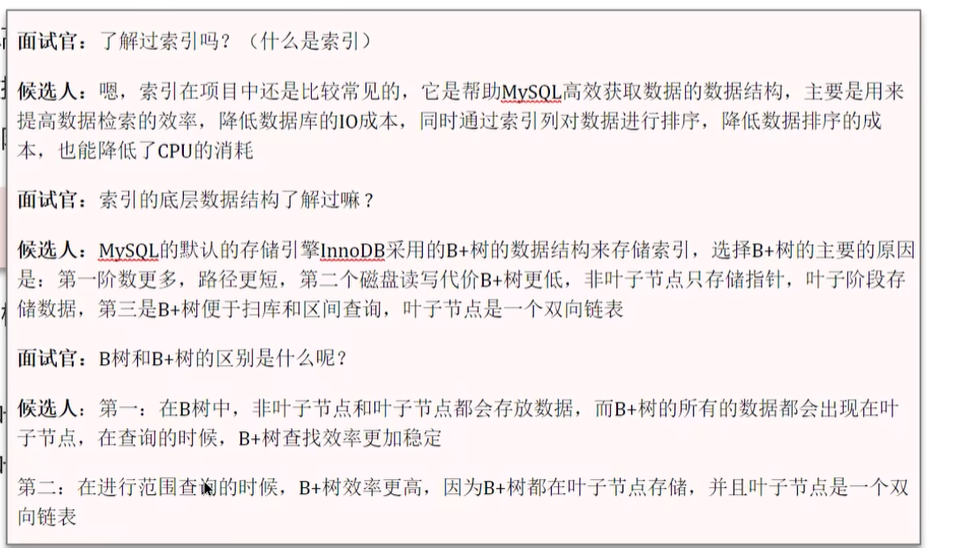 面试官：了解过索引吗？（什么是索引）
候选人：嗯，索引在项目中还是比较常见的，它是帮助MySQL高效获取数据的数据结构，主要是用来
提高数据检索的效率，降低数据库的IO成本，同时通过索引列对数据进行排序，降低数据排序的成
本，也能降低了CPU的消耗
面试官：索引的底层数据结构了解过嘛？
候选人：MySQL的默认的存储引擎InnoDB采用的B+树的数据结构来存储索引，选择B+树的主要的原因
是：第一阶数更多，路径更短，第二个磁盘读写代价B+树更低，非叶子节点只存储指针，叶子阶段存
储数据，第三是B+树便于扫库和区间查询，叶子节点是一个双向链表
面试官：B树和B+树的区别是什么呢？
候选人：第一：在B树中，非叶子节点和叶子节点都会存放数据，而B+树的所有的数据都会出现在叶
子节点，在查询的时候，B+树查找效率更加稳定
第二：在进行范围查询的时候，B+树效率更高，因为B+树都在叶子节点存储，并且叶子节点是一个双
向链表